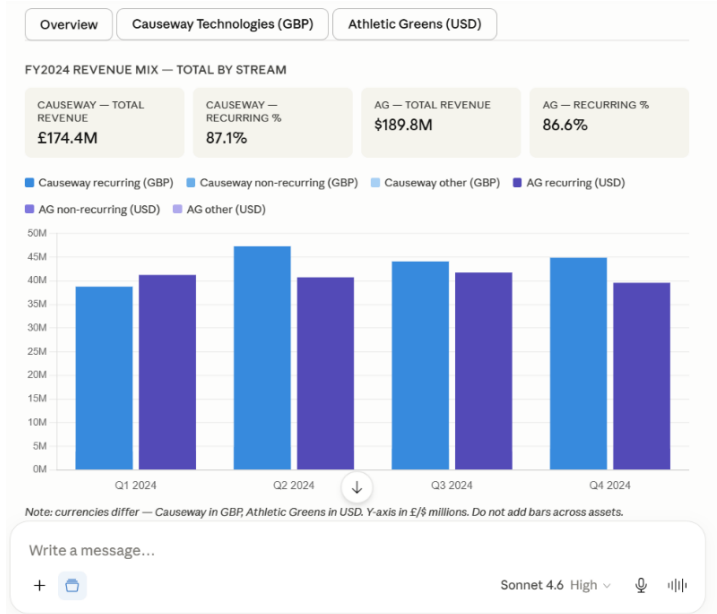 Overview
Causeway Technologies (GBP)
Athletic Greens (USD)
FY2024 REVENUE MIX — TOTAL BY STREAM
CAUSEWAY — TOTAL
REVENUE
£174.4M
CAUSEWAY —
RECURRING %
87.1%
AG — TOTAL REVENUE
$189.8M
AG — RECURRING %
86.6%
Causeway recurring (GBP)
Causeway non-recurring (GBP)
Causeway other (GBP)
AG recurring (USD)
AG non-recurring (USD)
AG other (USD)
50M
45M
40M
35M
30M
25M
20M
15M
10M
5M
0M
Q1 2024
Q2 2024
Q3 2024
Q4 2024
Note: currencies differ — Causeway in GBP, Athletic Greens in USD. Y-axis in £/$ millions. Do not add bars across assets.
Write a message...
Sonnet 4.6 High